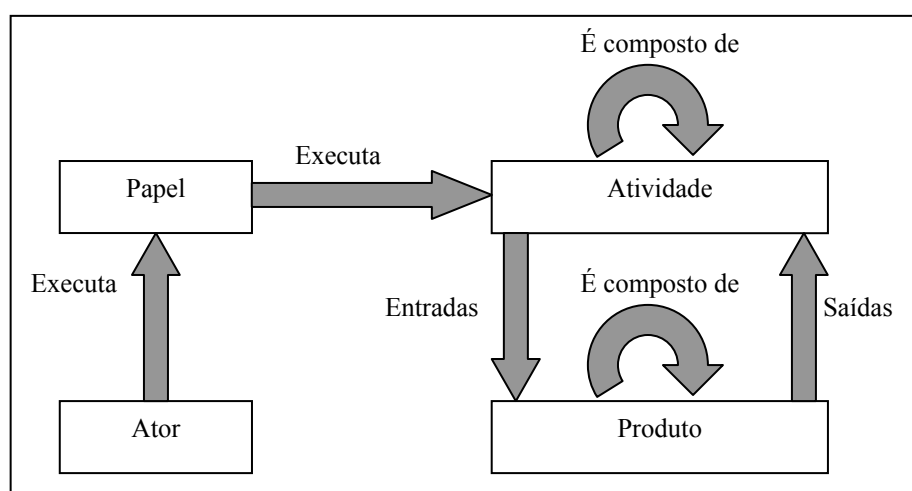 É composto de
Executa
Papel
Atividade
Executa
Entradas
É composto de
Saídas
Ator
Produto